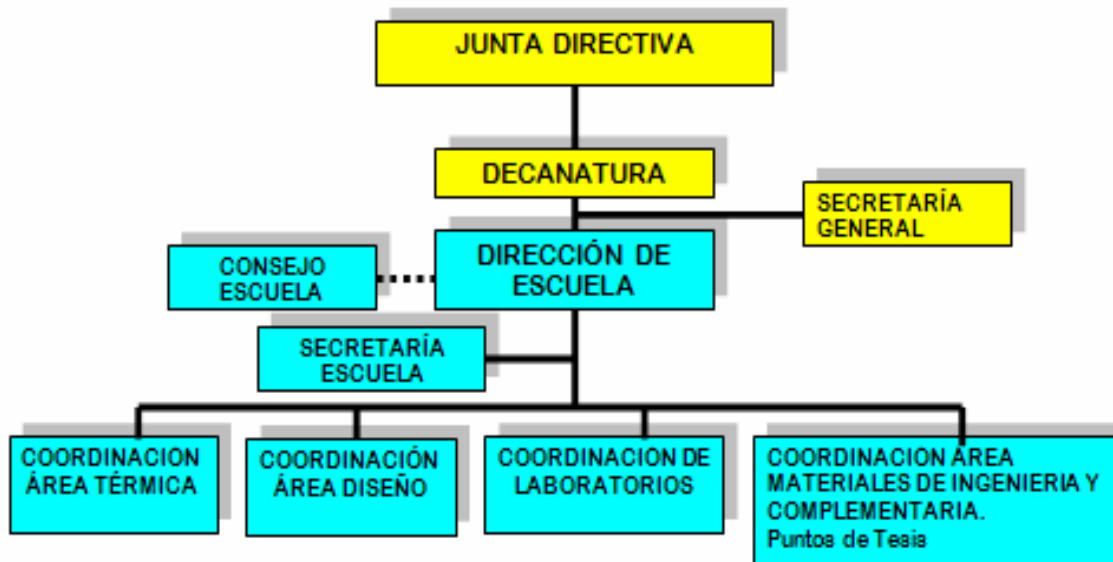 JUNTA DIRECTIVA
DECANATURA
SECRETARÍA
GENERAL
DIRECCIÓN DE
ESCUELA
CONSEJO
ESCUELA
SECRETARÍA
ESCUELA
COORDINACION
ÁREA TÉRMICA
COORDINACIÓN
ÁREA DISEÑO
COORDINACION DE
LABORATORIOS
COORDINACION ÁREA
MATERIALES DE INGENIERIA Y
COMPLEMENTARIA.
Puntos de Tesis